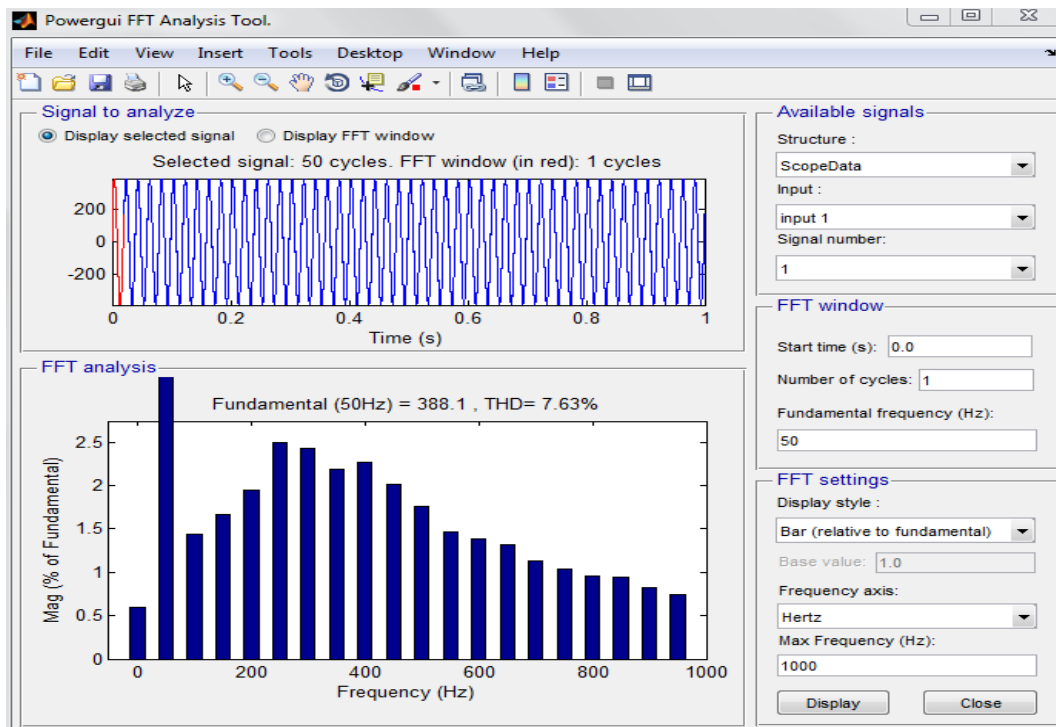 Powergui FFT Analysis Tool.
File Edit View Insert Tools Desktop Window Help
Signal to analyze
Display selected signal Display FFT window
Selected signal: 50 cycles. FFT window (in red): 1 cycles
200
0
-200
0 0.2 0.4 0.6 0.8 1
Time (s)
FFT analysis
Fundamental (50Hz) = 388.1 , THD= 7.63%
Mag (% of Fundamental)
2.5
2
1.5
1
0.5
0
0 200 400 600 800 1000
Frequency (Hz)
Available signals
Structure :
ScopeData
Input :
input 1
Signal number:
1
FFT window
Start time (s): 0.0
Number of cycles: 1
Fundamental frequency (Hz):
50
FFT settings
Display style :
Bar (relative to fundamental)
Base value: 1.0
Frequency axis:
Hertz
Max Frequency (Hz):
1000
Display Close